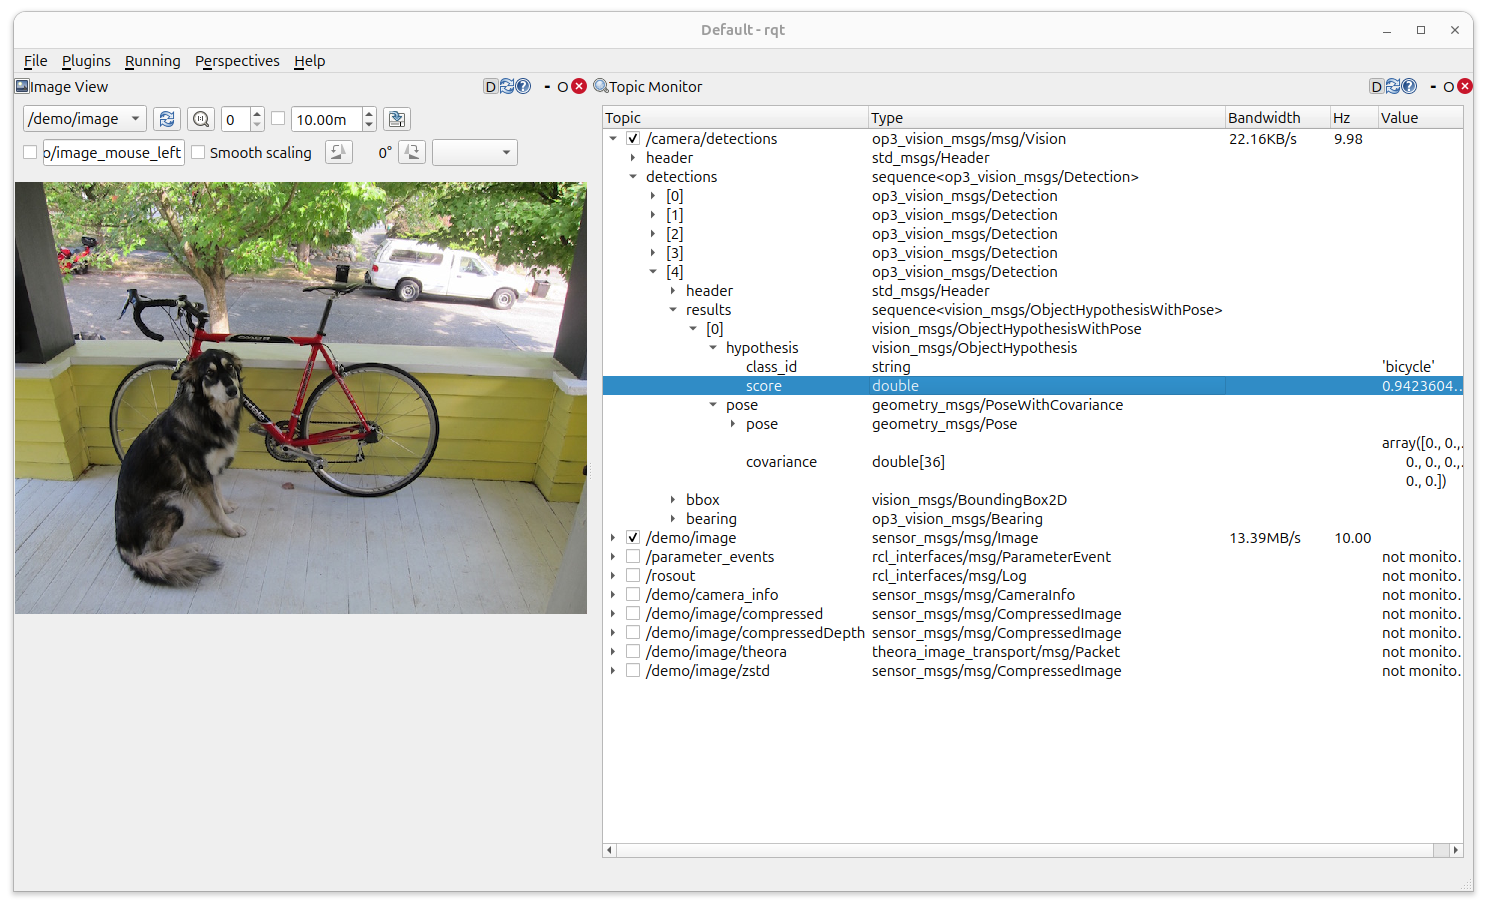 Default - rqt
File Plugins Running Perspectives Help
Image View D O
/demo/image 0 10.00m
o/image_mouse_left Smooth scaling 0°
Topic Monitor D O
Topic Type Bandwidth Hz Value
/camera/detections op3_vision_msgs/msg/Vision 22.16KB/s 9.98
header std_msgs/Header
detections sequence<op3_vision_msgs/Detection>
[0] op3_vision_msgs/Detection
[1] op3_vision_msgs/Detection
[2] op3_vision_msgs/Detection
[3] op3_vision_msgs/Detection
[4] op3_vision_msgs/Detection
header std_msgs/Header
results sequence<vision_msgs/ObjectHypothesisWithPose>
[0] vision_msgs/ObjectHypothesisWithPose
hypothesis vision_msgs/ObjectHypothesis
class_id string 'bicycle'
score double 0.9423604...
pose geometry_msgs/PoseWithCovariance
pose geometry_msgs/Pose
array([0., 0.,.
covariance double[36] 0., 0., 0.,.
0., 0.])
bbox vision_msgs/BoundingBox2D
bearing op3_vision_msgs/Bearing
/demo/image sensor_msgs/msg/Image 13.39MB/s 10.00
/parameter_events rcl_interfaces/msg/ParameterEvent not monito.
/rosout rcl_interfaces/msg/Log not monito.
/demo/camera_info sensor_msgs/msg/CameraInfo not monito.
/demo/image/compressed sensor_msgs/msg/CompressedImage not monito.
/demo/image/compressedDepth sensor_msgs/msg/CompressedImage not monito.
/demo/image/theora theora_image_transport/msg/Packet not monito.
/demo/image/zstd sensor_msgs/msg/CompressedImage not monito.